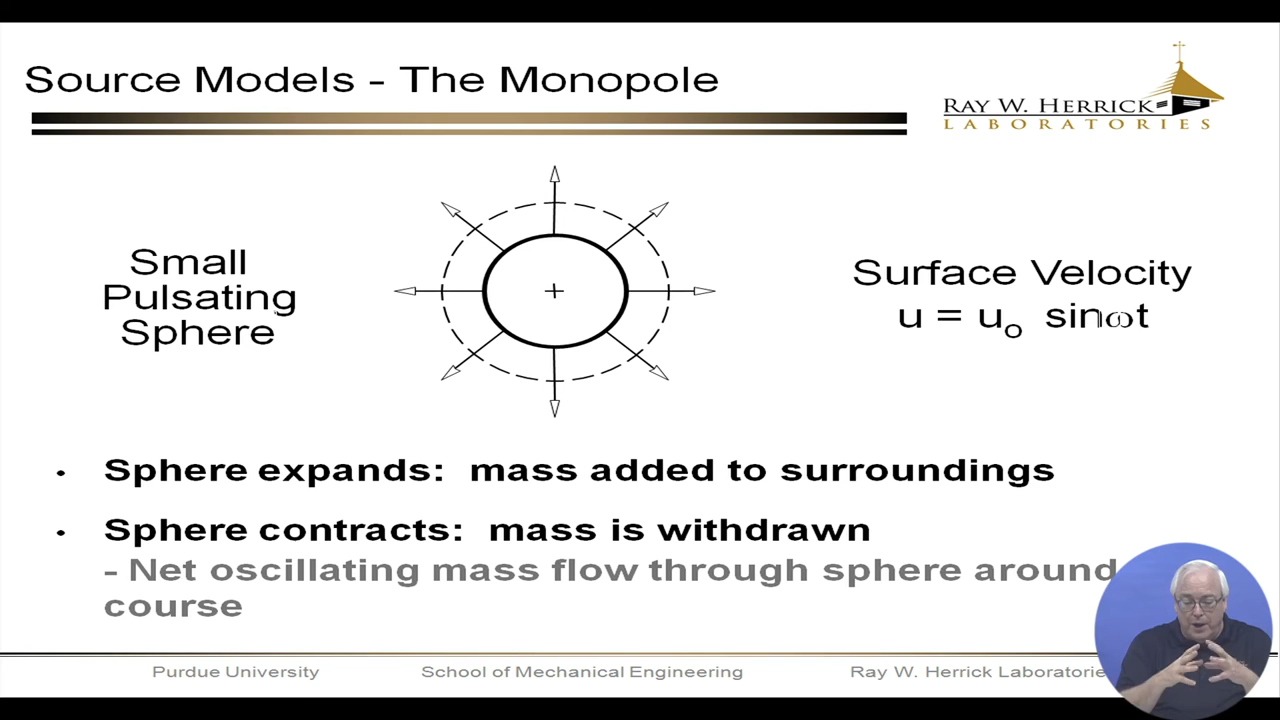 Source Models - The Monopole
RAY W. HERRICK
LABORATORIES
Small
Pulsating
Sphere
Surface Velocity
u = u₀ sinωt
· Sphere expands: mass added to surroundings
· Sphere contracts: mass is withdrawn
- Net oscillating mass flow through sphere around
course
Purdue University
School of Mechanical Engineering
Ray W. Herrick Laboratorie